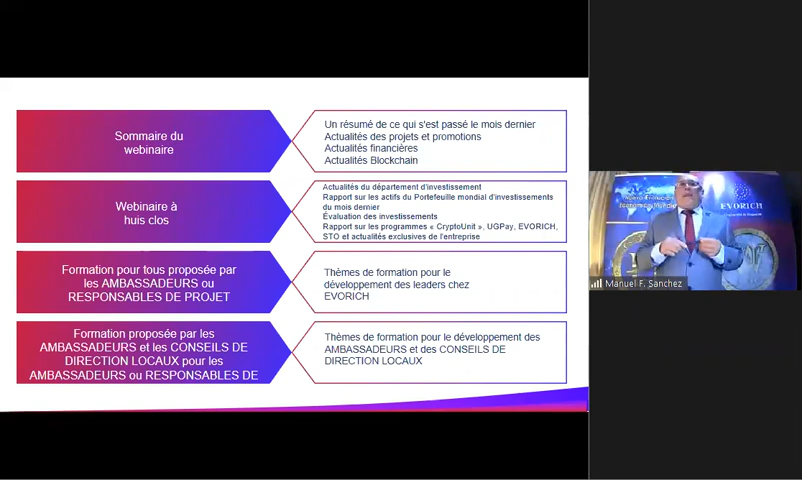 Sommaire du
webinaire
Un résumé de ce qui s'est passé le mois dernier
Actualités des projets et promotions
Actualités financières
Actualités Blockchain
Webinaire à
huis clos
Actualités du département d'investissement
Rapport sur les actifs du Portefeuille mondial d'investissements
du mois dernier
Évaluation des investissements
Rapport sur les programmes « CryptoUnit », UGPay, EVORICH,
STO et actualités exclusives de l'entreprise
Formation pour tous proposée par
les AMBASSADEURS ou
RESPONSABLES DE PROJET
Thèmes de formation pour le
développement des leaders chez
EVORICH
Formation proposée par les
AMBASSADEURS et les CONSEILS DE
DIRECTION LOCAUX pour les
AMBASSADEURS ou RESPONSABLES DE
Thèmes de formation pour le développement des
AMBASSADEURS et des CONSEILS DE
DIRECTION LOCAUX
EVORICH
Manuel F. Sanchez